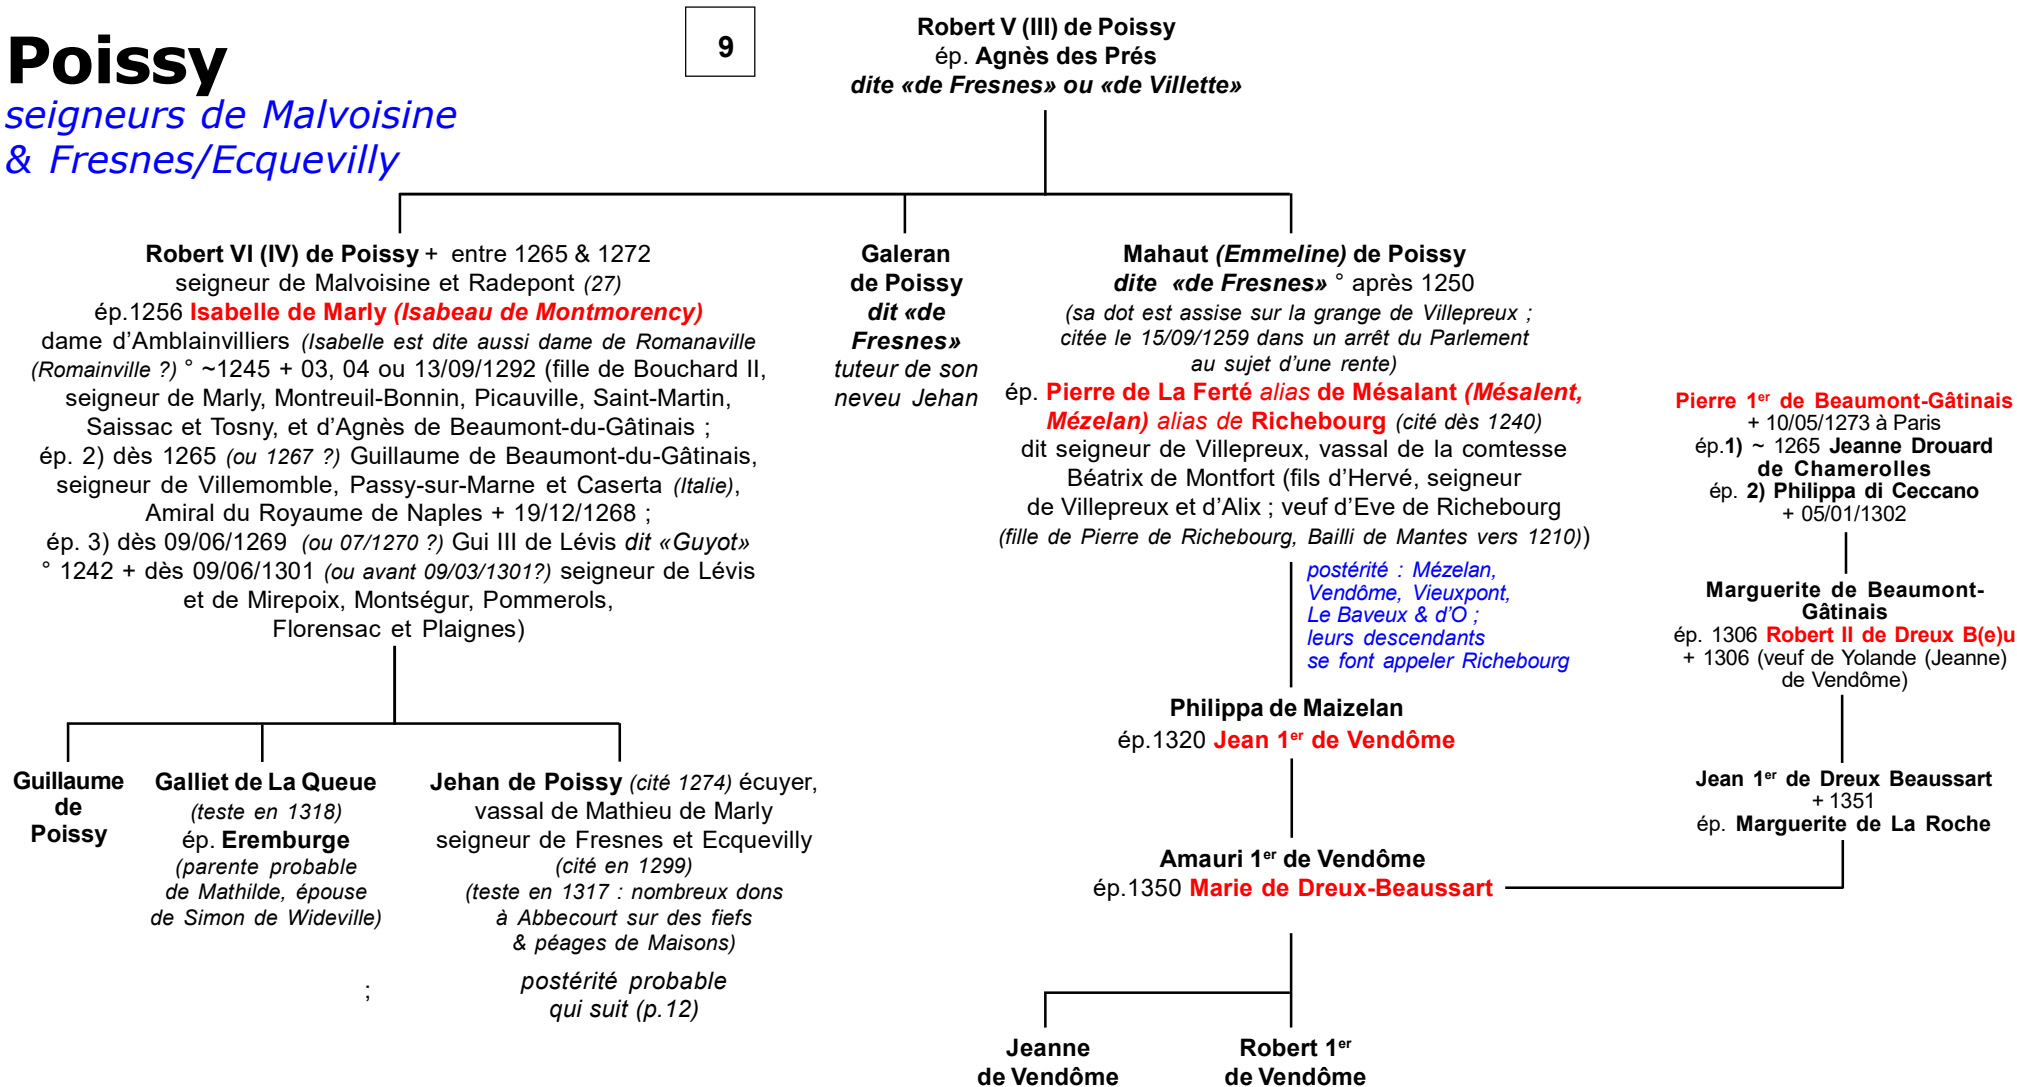 Poissy
seigneurs de Malvoisine
& Fresnes/Ecquevilly
9
Robert V (III) de Poissy
ép. Agnès des Prés
dite «de Fresnes» ou «de Villette»
Robert VI (IV) de Poissy + entre 1265 & 1272
seigneur de Malvoisine et Radepont (27)
ép.1256 Isabelle de Marly (Isabeau de Montmorency)
dame d’Amblainvilliers (Isabelle est dite aussi dame de Romanaville
(Romainville ?) ° ~1245 + 03, 04 ou 13/09/1292 (fille de Bouchard II,
seigneur de Marly, Montreuil-Bonnin, Picauville, Saint-Martin,
Saissac et Tosny, et d’Agnès de Beaumont-du-Gâtinais ;
ép. 2) dès 1265 (ou 1267 ?) Guillaume de Beaumont-du-Gâtinais,
seigneur de Villemomble, Passy-sur-Marne et Caserta (Italie),
Amiral du Royaume de Naples + 19/12/1268 ;
ép. 3) dès 09/06/1269 (ou 07/1270 ?) Gui III de Lévis dit «Guyot»
° 1242 + dès 09/06/1301 (ou avant 09/03/1301?) seigneur de Lévis
et de Mirepoix, Montségur, Pommerols,
Florensac et Plaignes)
Galeran
de Poissy
dit «de
Fresnes»
tuteur de son
neveu Jehan
Mahaut (Emmeline) de Poissy
dite «de Fresnes» ° après 1250
(sa dot est assise sur la grange de Villepreux ;
citée le 15/09/1259 dans un arrêt du Parlement
au sujet d’une rente)
ép. Pierre de La Ferté alias de Mésalant (Mésalent,
Mézelan) alias de Richebourg (cité dès 1240)
dit seigneur de Villepreux, vassal de la comtesse
Béatrix de Montfort (fils d’Hervé, seigneur
de Villepreux et d’Alix ; veuf d’Eve de Richebourg
(fille de Pierre de Richebourg, Bailli de Mantes vers 1210))
postérité : Mézelan,
Vendôme, Vieuxpont,
Le Baveux & d’O ;
leurs descendants
se font appeler Richebourg
Pierre 1er de Beaumont-Gâtinais
+ 10/05/1273 à Paris
ép.1) ~ 1265 Jeanne Drouard
de Chamerolles
ép. 2) Philippa di Ceccano
+ 05/01/1302
Marguerite de Beaumont-
Gâtinais
ép. 1306 Robert II de Dreux B(e)u
+ 1306 (veuf de Yolande (Jeanne)
de Vendôme)
Jean 1er de Dreux Beaussart
+ 1351
ép. Marguerite de La Roche
Philippa de Maizelan
ép.1320 Jean 1er de Vendôme
Amauri 1er de Vendôme
ép.1350 Marie de Dreux-Beaussart
Guillaume
de
Poissy
Galliet de La Queue
(teste en 1318)
ép. Eremburge
(parente probable
de Mathilde, épouse
de Simon de Wideville)
;
Jehan de Poissy (cité 1274) écuyer,
vassal de Mathieu de Marly
seigneur de Fresnes et Ecquevilly
(cité en 1299)
(teste en 1317 : nombreux dons
à Abbecourt sur des fiefs
& péages de Maisons)
postérité probable
qui suit (p.12)
Jeanne
de Vendôme
Robert 1er
de Vendôme